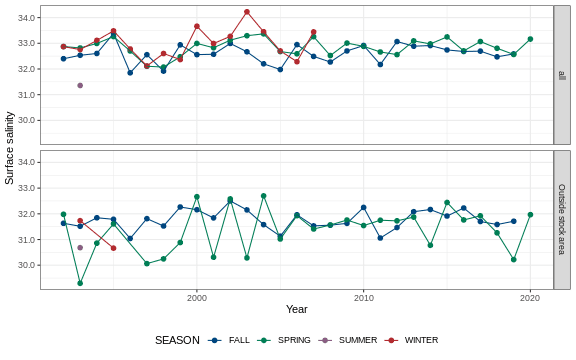 34.0
33.0
32.0
31.0
30.0
all
34.0
33.0
32.0
31.0
30.0
Outside stock area
Surface salinity
2000
2010
2020
Year
SEASON FALL SPRING SUMMER WINTER